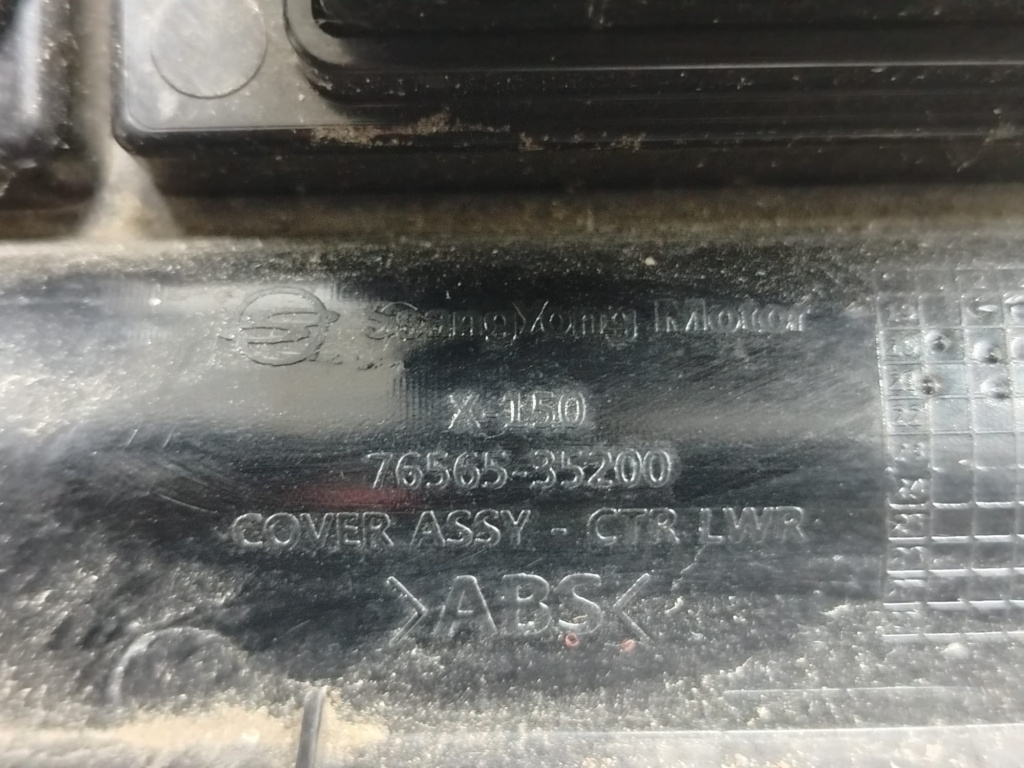 SsangYong Motor
X-150
76565-35200
COVER ASSY - CTR LWR
>ABS<